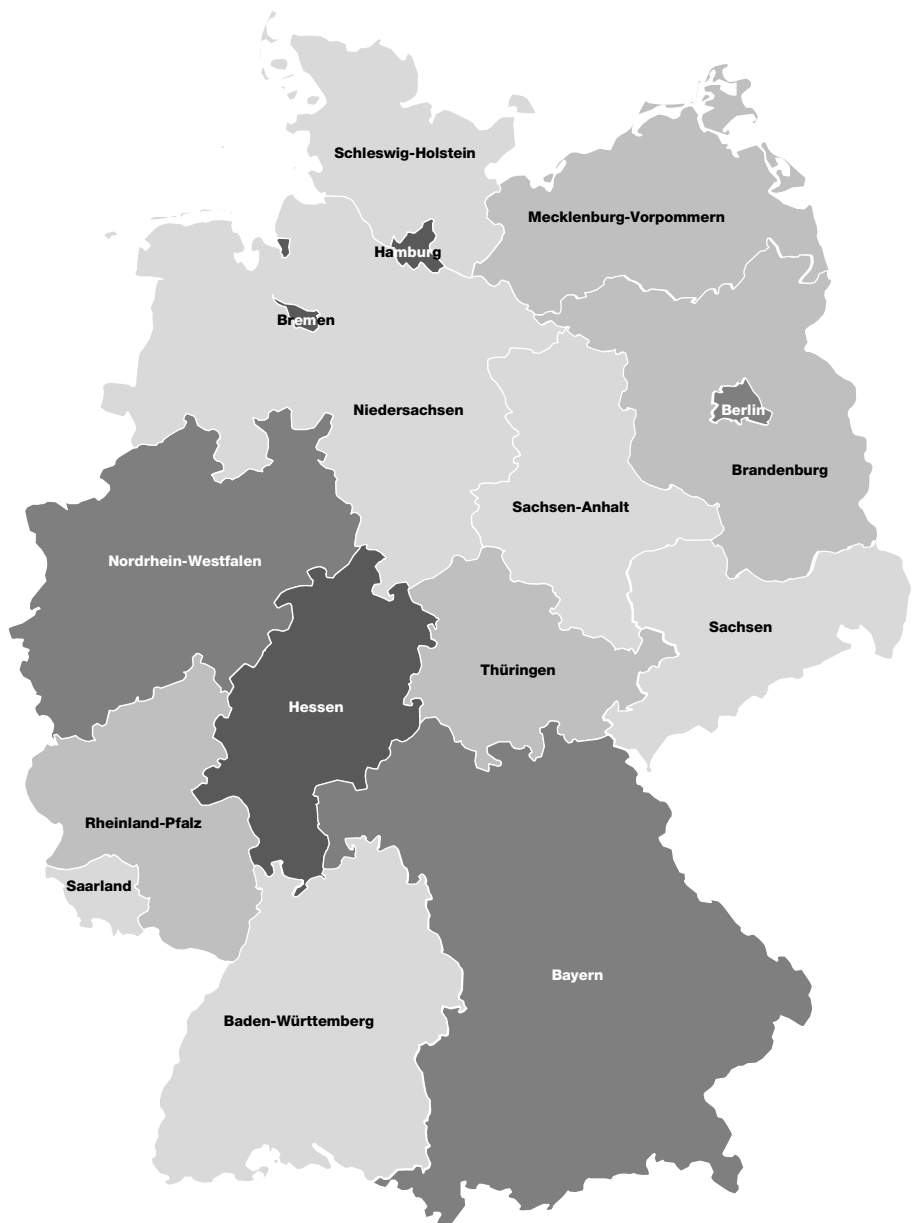 Schleswig-Holstein
Mecklenburg-Vorpommern
Hamburg
Bremen
Niedersachsen
Berlin
Brandenburg
Sachsen-Anhalt
Nordrhein-Westfalen
Sachsen
Thüringen
Hessen
Rheinland-Pfalz
Saarland
Bayern
Baden-Württemberg